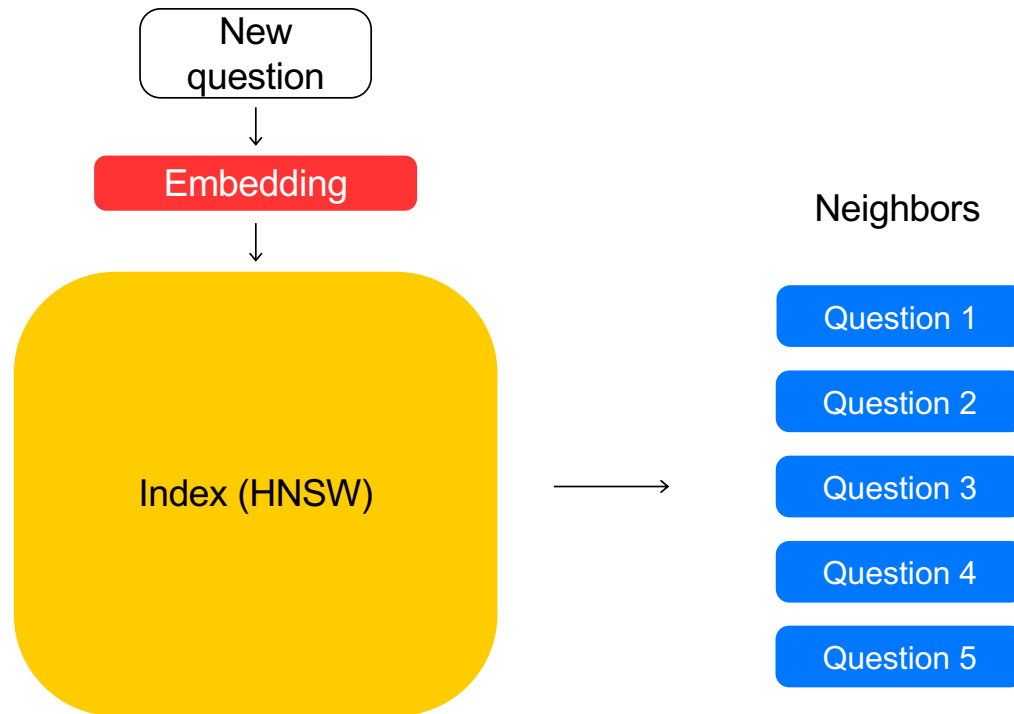 New
question
Embedding
Neighbors
Question 1
Question 2
Question 3
Index (HNSW)
Question 4
Question 5